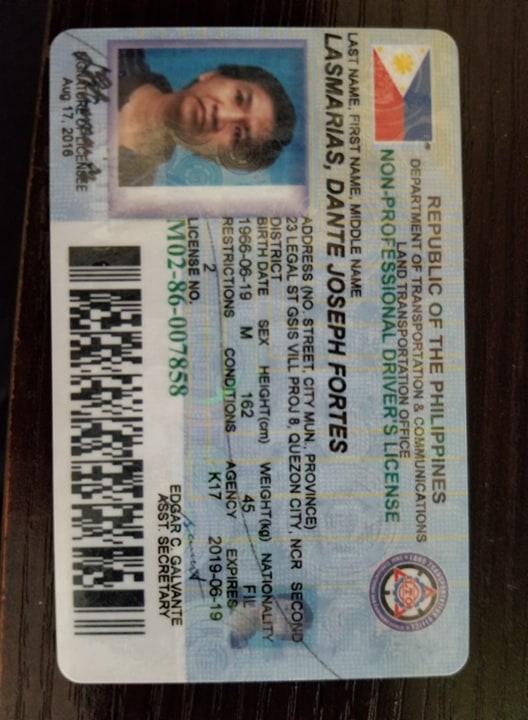 REPUBLIC OF THE PHILIPPINES
DEPARTMENT OF TRANSPORTATION & COMMUNICATIONS
LAND TRANSPORTATION OFFICE
NON-PROFESSIONAL DRIVER'S LICENSE
LTO
LAST NAME, FIRST NAME, MIDDLE NAME
LASMARIAS, DANTE JOSEPH FORTES
ADDRESS (NO. STREET, CITY MUN., PROVINCE)
23 LEGAL ST GSIS VILL PROJ 8, QUEZON CITY, NCR SECOND
DISTRICT
BIRTH DATE SEX HEIGHT(cm) WEIGHT(kg) NATIONALITY
1966-06-19 M 162 45 FIL
RESTRICTIONS CONDITIONS AGENCY EXPIRES
2 K17 2019-06-19
LICENSE NO.
M02-86-007858
EDGAR C. GALVANTE
ASST. SECRETARY
SIGNATURE OF LICENSEE
Aug 17, 2016